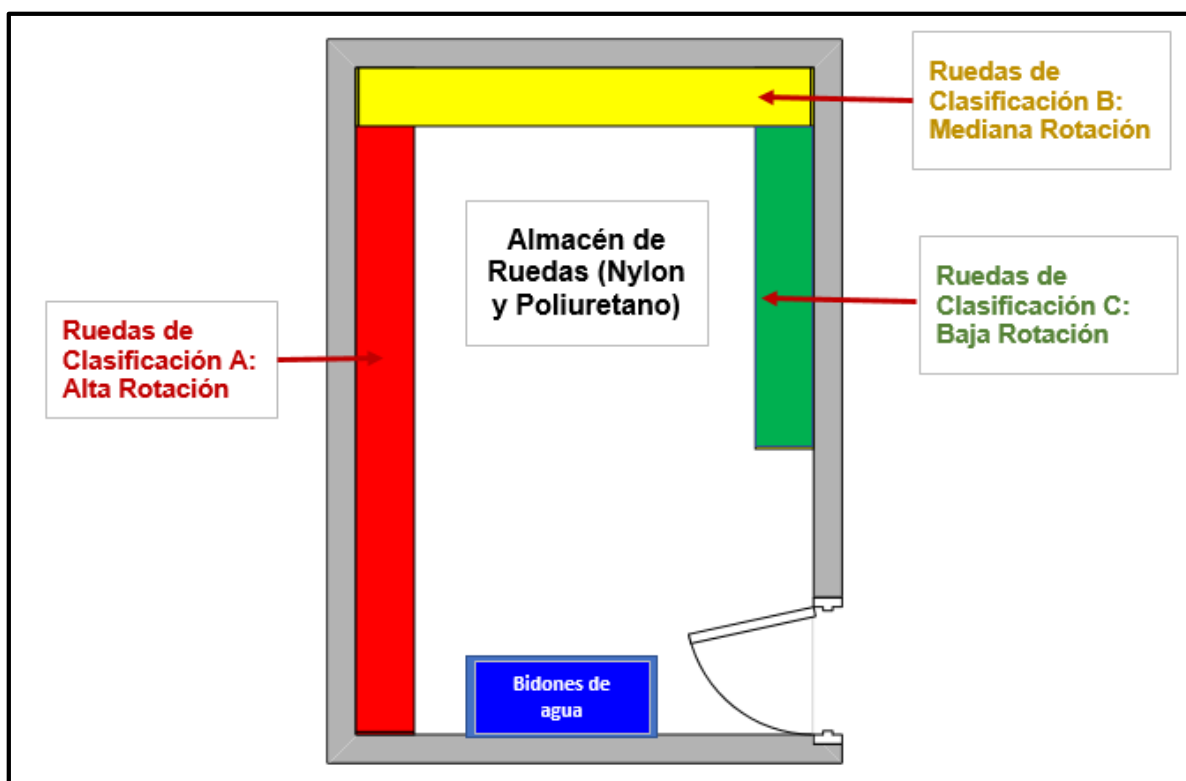 Ruedas de
Clasificación B:
Mediana Rotación
Almacén de
Ruedas (Nylon
y Poliuretano)
Ruedas de
Clasificación C:
Baja Rotación
Ruedas de
Clasificación A:
Alta Rotación
Bidones de
agua